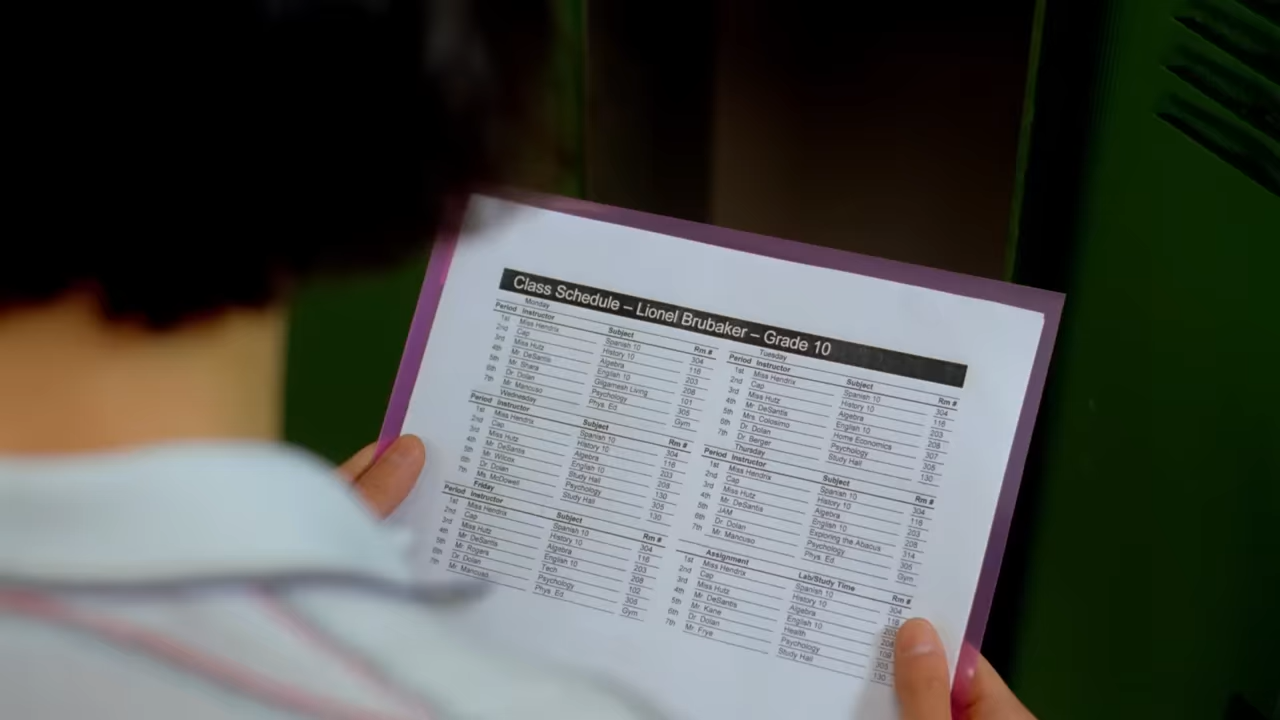 Class Schedule – Lionel Brubaker – Grade 10
Monday
Period Instructor Subject Rm #
1st Miss Hendrix Spanish 10 304
2nd Cap History 10 116
3rd Miss Hutz Algebra 203
4th Mr. DeSantis English 10 208
5th Mr. Shara Gilgamesh Living 101
6th Dr. Dolan Psychology 305
7th Mr. Mancuso Phys. Ed Gym
Tuesday
Period Instructor Subject Rm #
1st Miss Hendrix Spanish 10 304
2nd Cap History 10 116
3rd Miss Hutz Algebra 203
4th Mr. DeSantis English 10 208
5th Mrs. Colosimo Home Economics 307
6th Dr. Dolan Psychology 305
7th Dr. Berger Study Hall 130
Wednesday
Period Instructor Subject Rm #
1st Miss Hendrix Spanish 10 304
2nd Cap History 10 116
3rd Miss Hutz Algebra 203
4th Mr. DeSantis English 10 208
5th Mr. Wilcox Study Hall 130
6th Dr. Dolan Psychology 305
7th Ms. McDowell Study Hall 130
Thursday
Period Instructor Subject Rm #
1st Miss Hendrix Spanish 10 304
2nd Cap History 10 116
3rd Miss Hutz Algebra 203
4th Mr. DeSantis English 10 208
5th JAM Exploring the Abacus 314
6th Dr. Dolan Psychology 305
7th Mr. Mancuso Phys. Ed Gym
Friday
Period Instructor Subject Rm #
1st Miss Hendrix Spanish 10 304
2nd Cap History 10 116
3rd Miss Hutz Algebra 203
4th Mr. DeSantis English 10 208
5th Mr. Rogers Tech 102
6th Dr. Dolan Psychology 305
7th Mr. Mancuso Phys. Ed Gym
Assignment Lab/Study Time Rm #
1st Miss Hendrix Spanish 10 304
2nd Cap History 10 116
3rd Miss Hutz Algebra 203
4th Mr. DeSantis English 10 208
5th Mr. Kane Health 108
6th Dr. Dolan Psychology 305
7th Mr. Frye Study Hall 130